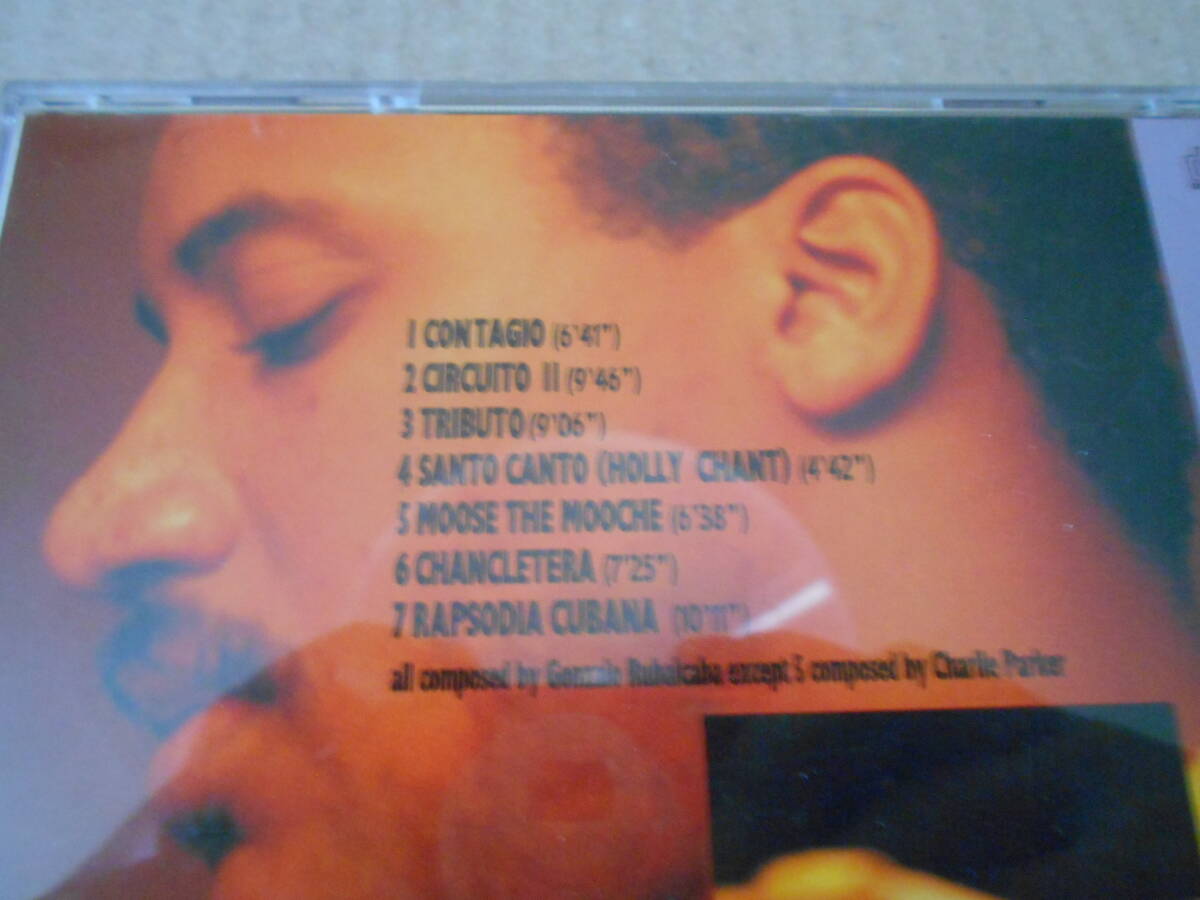 1 CONTAGIO (6'41")
2 CIRCUITO II (9'46")
3 TRIBUTO (9'06")
4 SANTO CANTO (HOLLY CHANT) (4'42")
5 MOOSE THE MOOCHE (6'38")
6 CHANCLETERA (7'25")
7 RAPSODIA CUBANA (10'11")
all composed by Gonzalo Rubalcaba except 5 composed by Charlie Parker